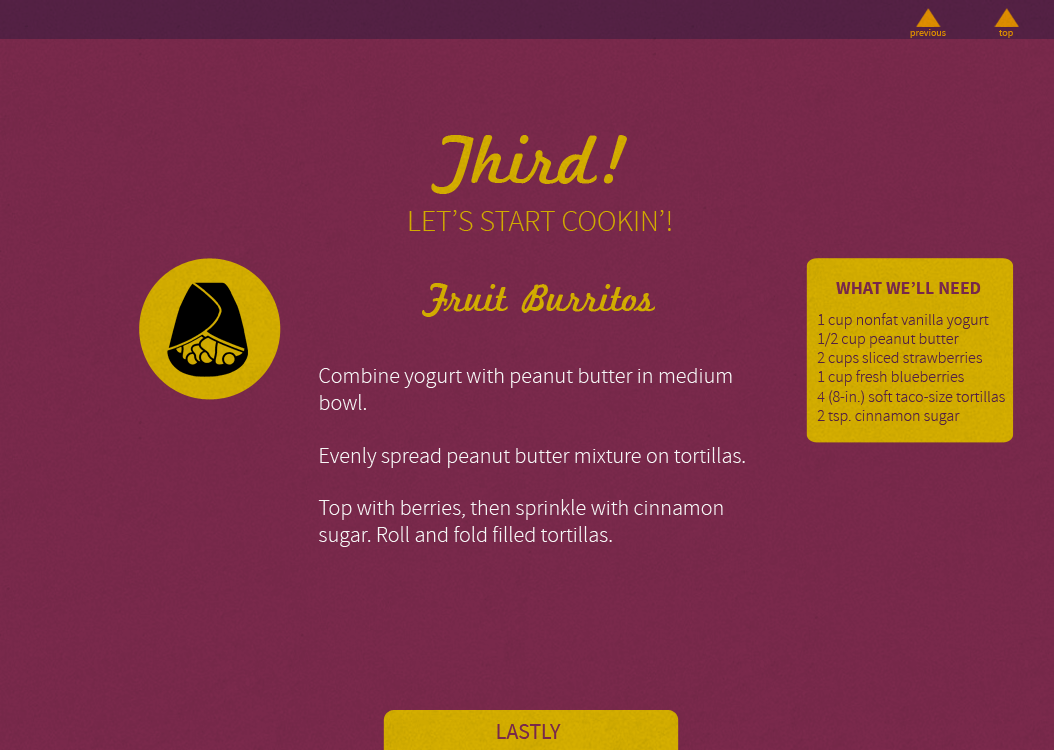 previous
top
Third!
LET’S START COOKIN’!
Fruit Burritos
Combine yogurt with peanut butter in medium
bowl.
Evenly spread peanut butter mixture on tortillas.
Top with berries, then sprinkle with cinnamon
sugar. Roll and fold filled tortillas.
WHAT WE’LL NEED
1 cup nonfat vanilla yogurt
1/2 cup peanut butter
2 cups sliced strawberries
1 cup fresh blueberries
4 (8-in.) soft taco-size tortillas
2 tsp. cinnamon sugar
LASTLY